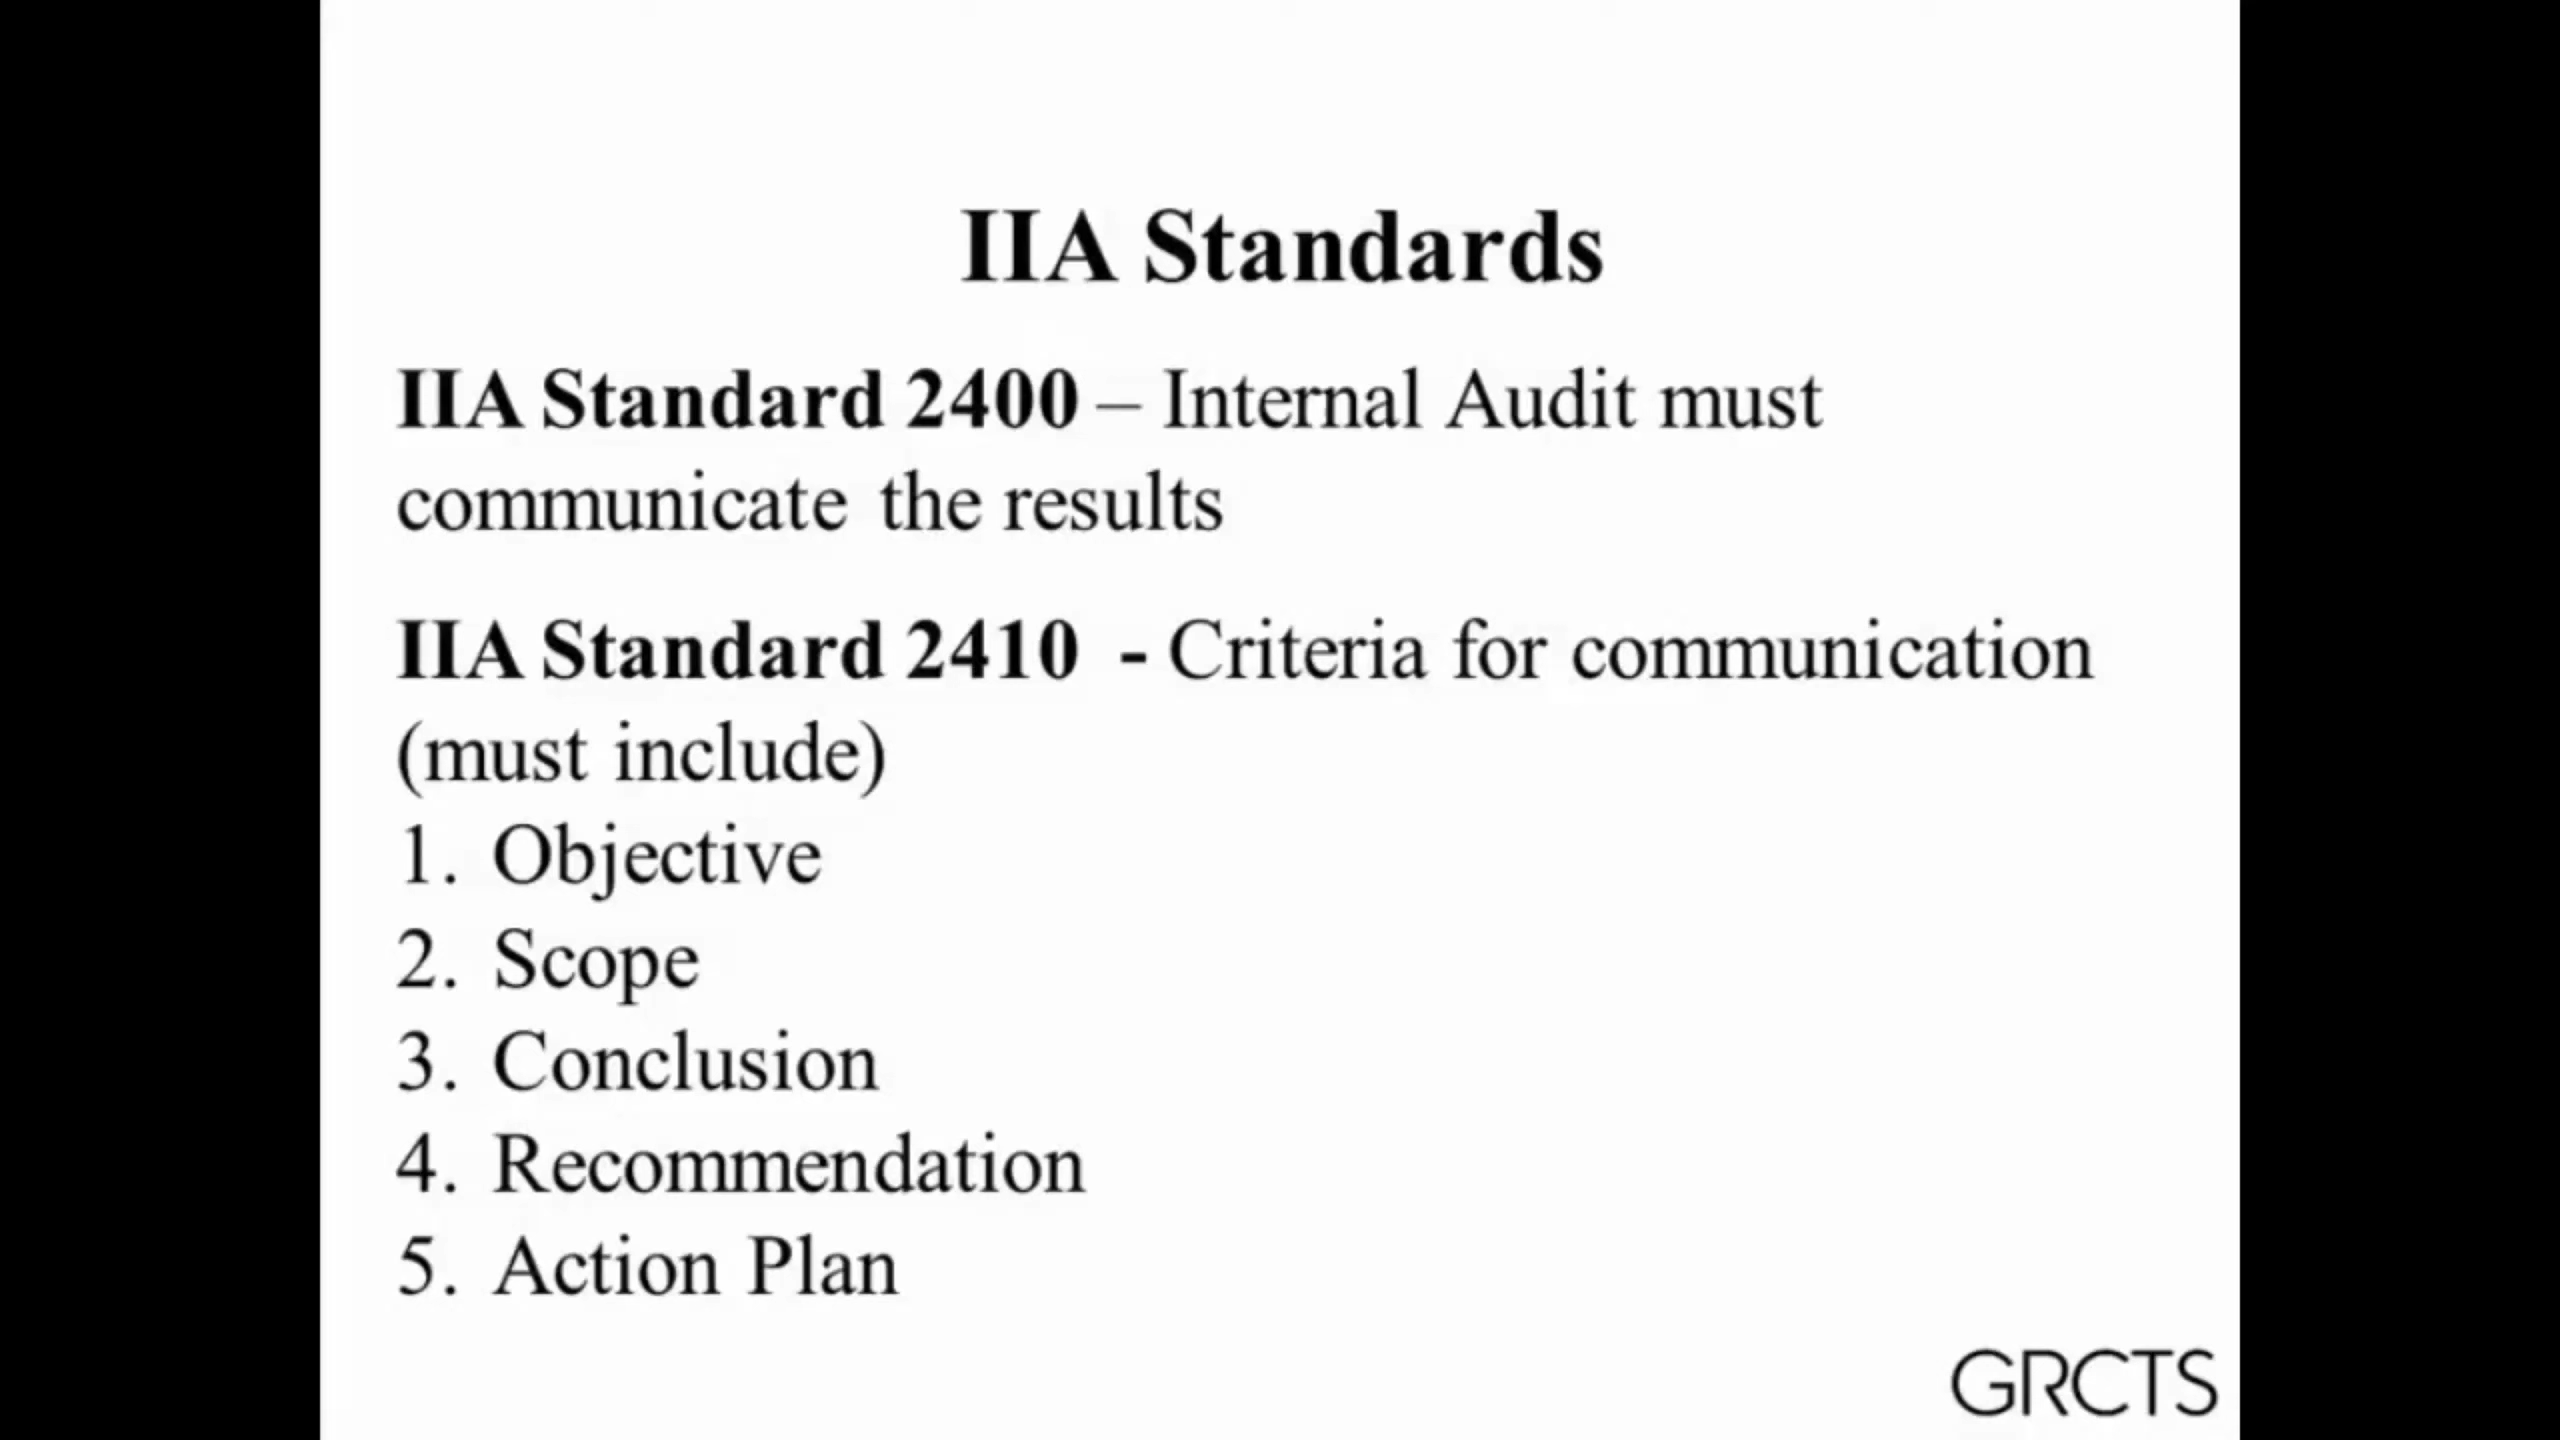 IIA Standards
IIA Standard 2400 – Internal Audit must
communicate the results
IIA Standard 2410 - Criteria for communication
(must include)
1. Objective
2. Scope
3. Conclusion
4. Recommendation
5. Action Plan
GRCTS